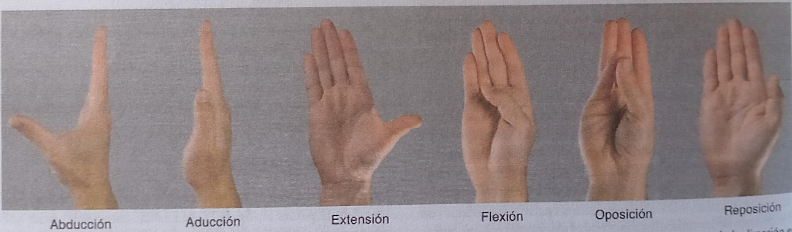 Abducción
Aducción
Extensión
Flexión
Oposición
Reposición